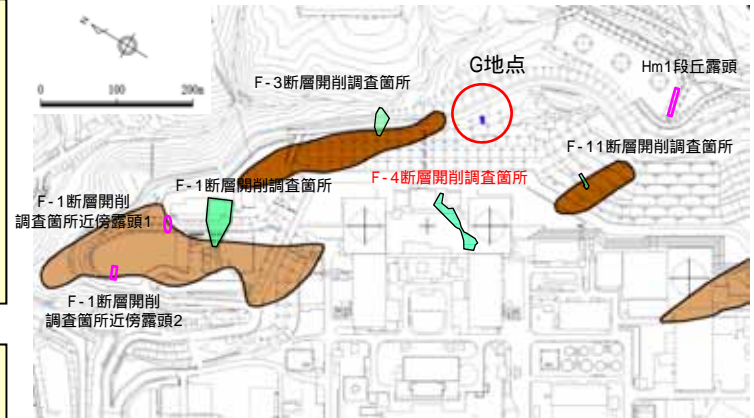 N
0 100 200m
G地点
Hm1段丘露頭
F-3断層開削調査箇所
F-11断層開削調査箇所
F-1断層開削調査箇所
F-4断層開削調査箇所
F-1断層開削
調査箇所近傍露頭1
F-1断層開削
調査箇所近傍露頭2